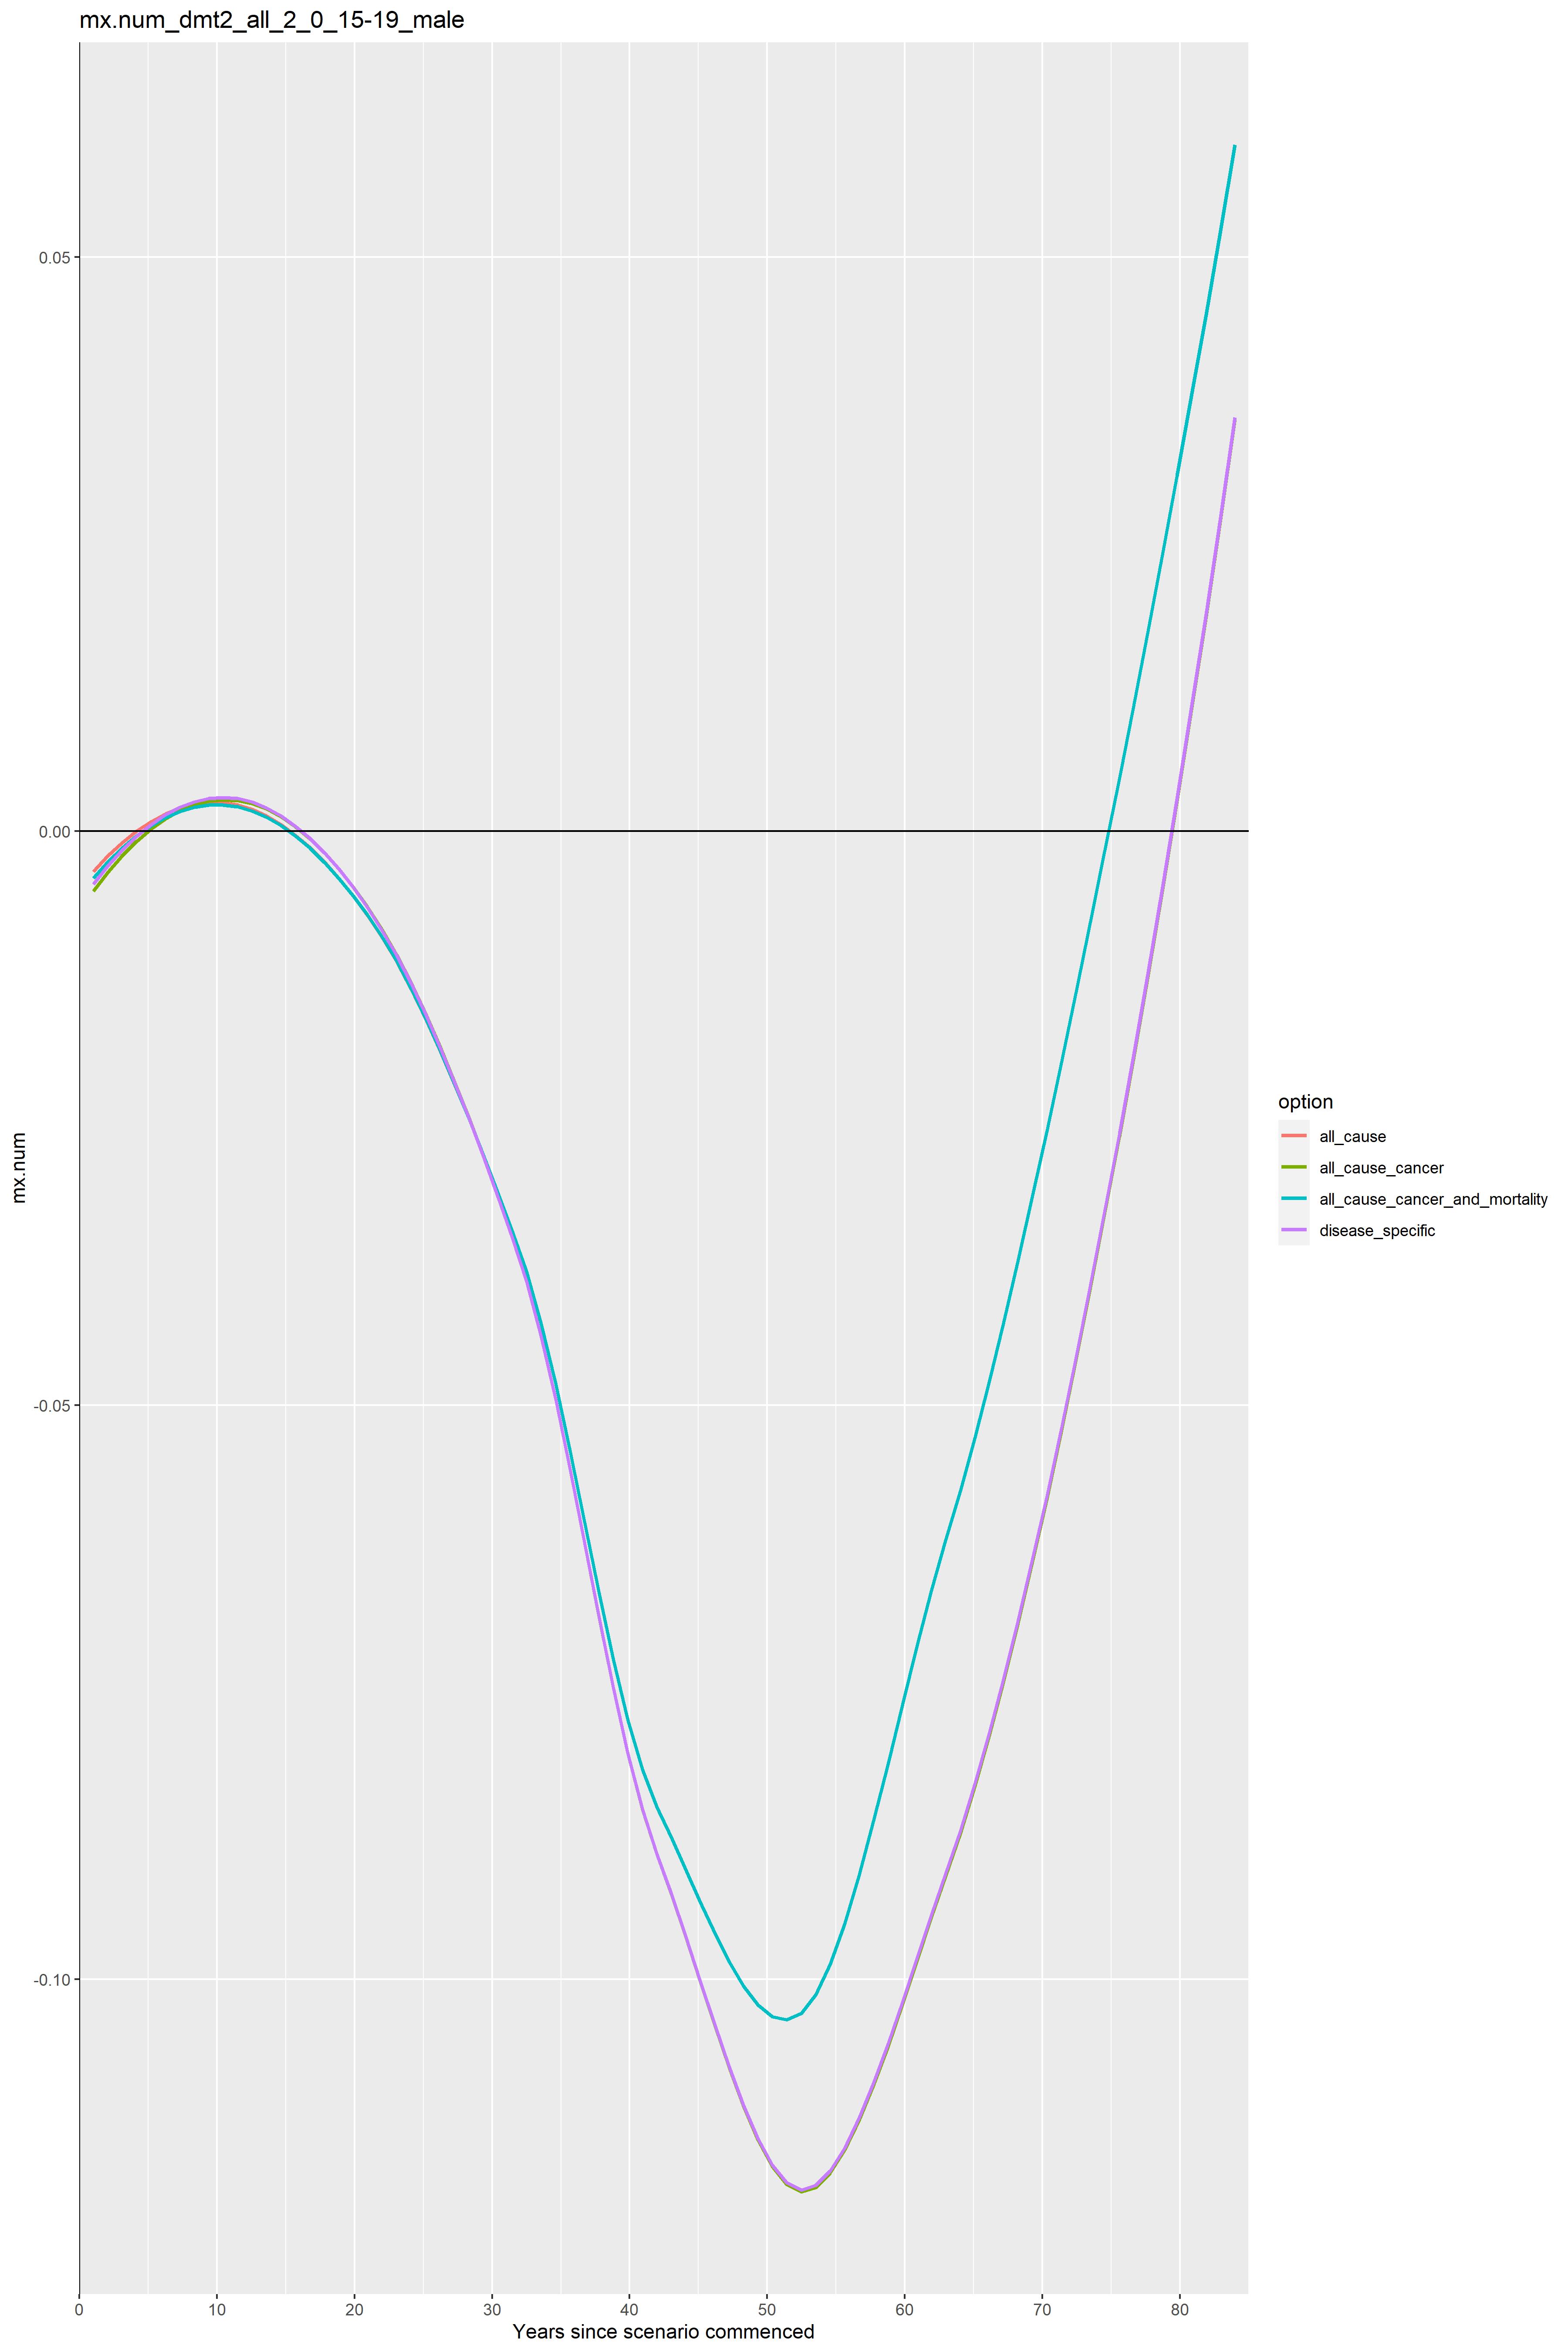 mx.num_dmt2_all_2_0_15-19_male
0.05
0.00
-0.05
-0.10
mx.num
0 10 20 30 40 50 60 70 80
Years since scenario commenced
option
all_cause
all_cause_cancer
all_cause_cancer_and_mortality
disease_specific